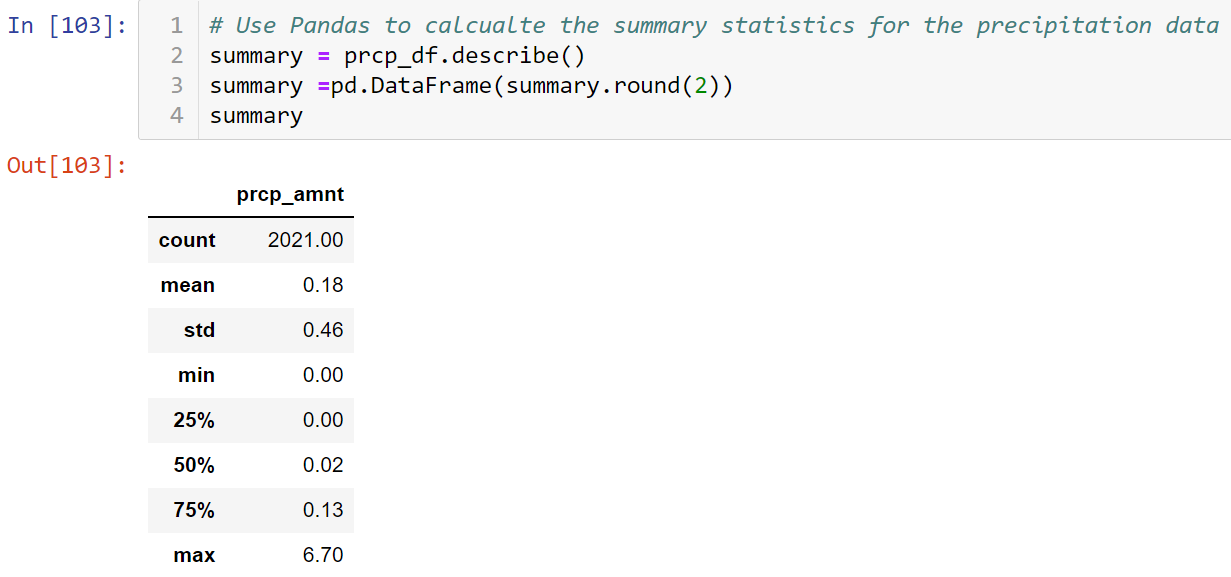 In [103]:
1 # Use Pandas to calcualte the summary statistics for the precipitation data
2 summary = prcp_df.describe()
3 summary =pd.DataFrame(summary.round(2))
4 summary
Out[103]:
prcp_amnt
count 2021.00
mean 0.18
std 0.46
min 0.00
25% 0.00
50% 0.02
75% 0.13
max 6.70